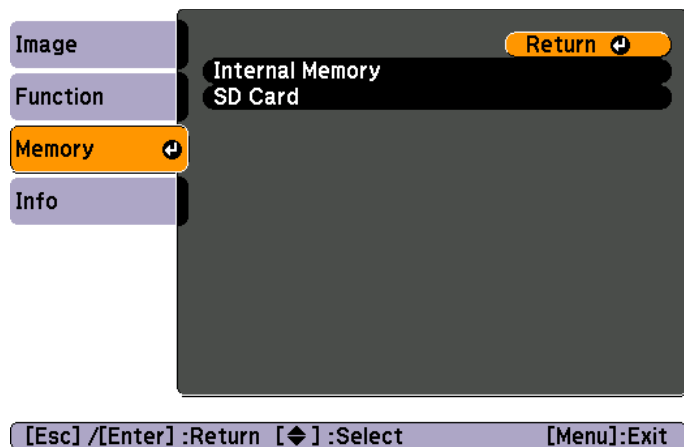 Image
Function
Memory
Info
Return
Internal Memory
SD Card
[Esc] /[Enter] :Return [◆] :Select [Menu]:Exit